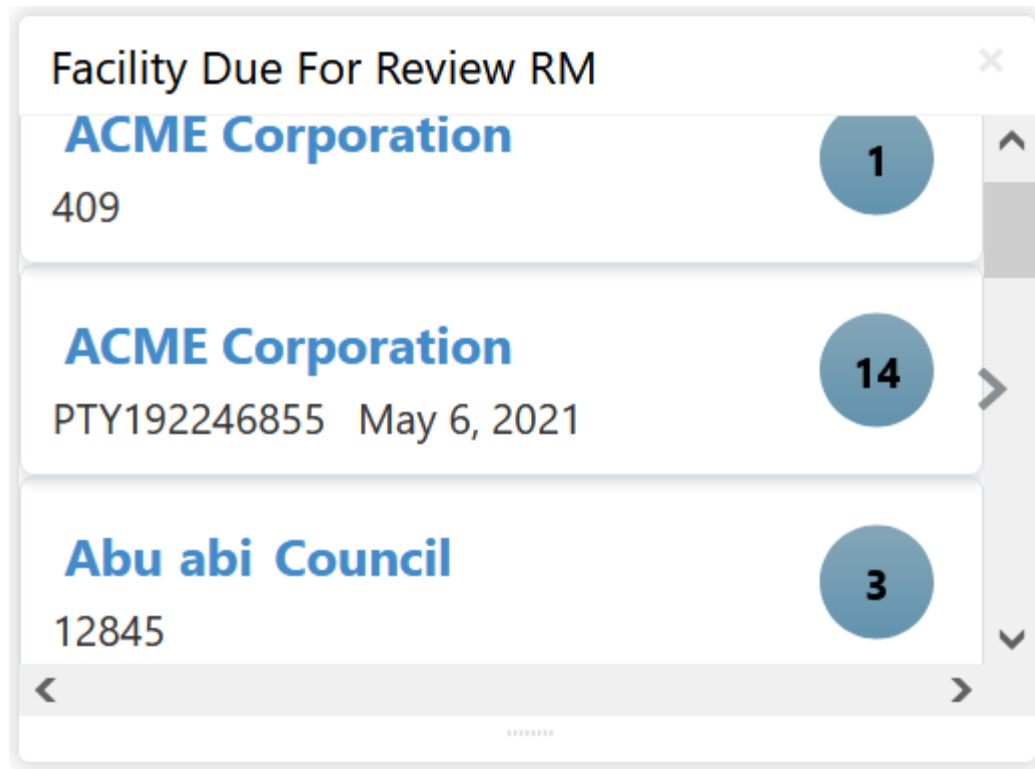 Facility Due For Review RM
ACME Corporation
1
409
ACME Corporation
14
PTY192246855 May 6, 2021
Abu abi Council
3
12845